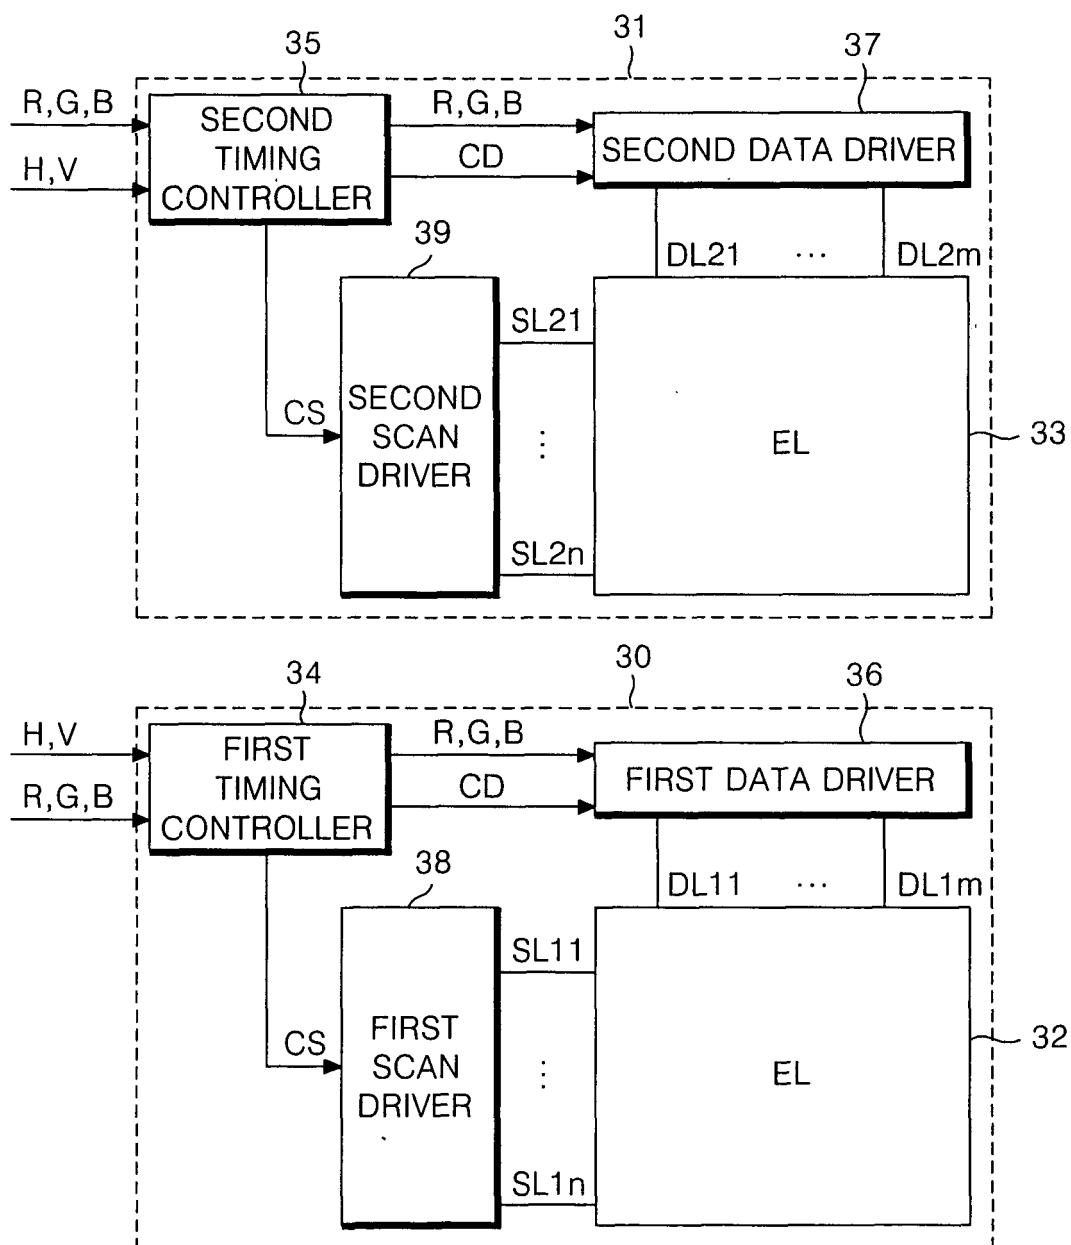 31
35
37
R,G,B
H,V
SECOND
TIMING
CONTROLLER
R,G,B
CD
SECOND DATA DRIVER
39
DL21
...
DL2m
SL21
CS
SECOND
SCAN
DRIVER
⋮
EL
33
SL2n
30
34
36
H,V
R,G,B
FIRST
TIMING
CONTROLLER
R,G,B
CD
FIRST DATA DRIVER
38
DL11
...
DL1m
SL11
CS
FIRST
SCAN
DRIVER
⋮
EL
32
SL1n